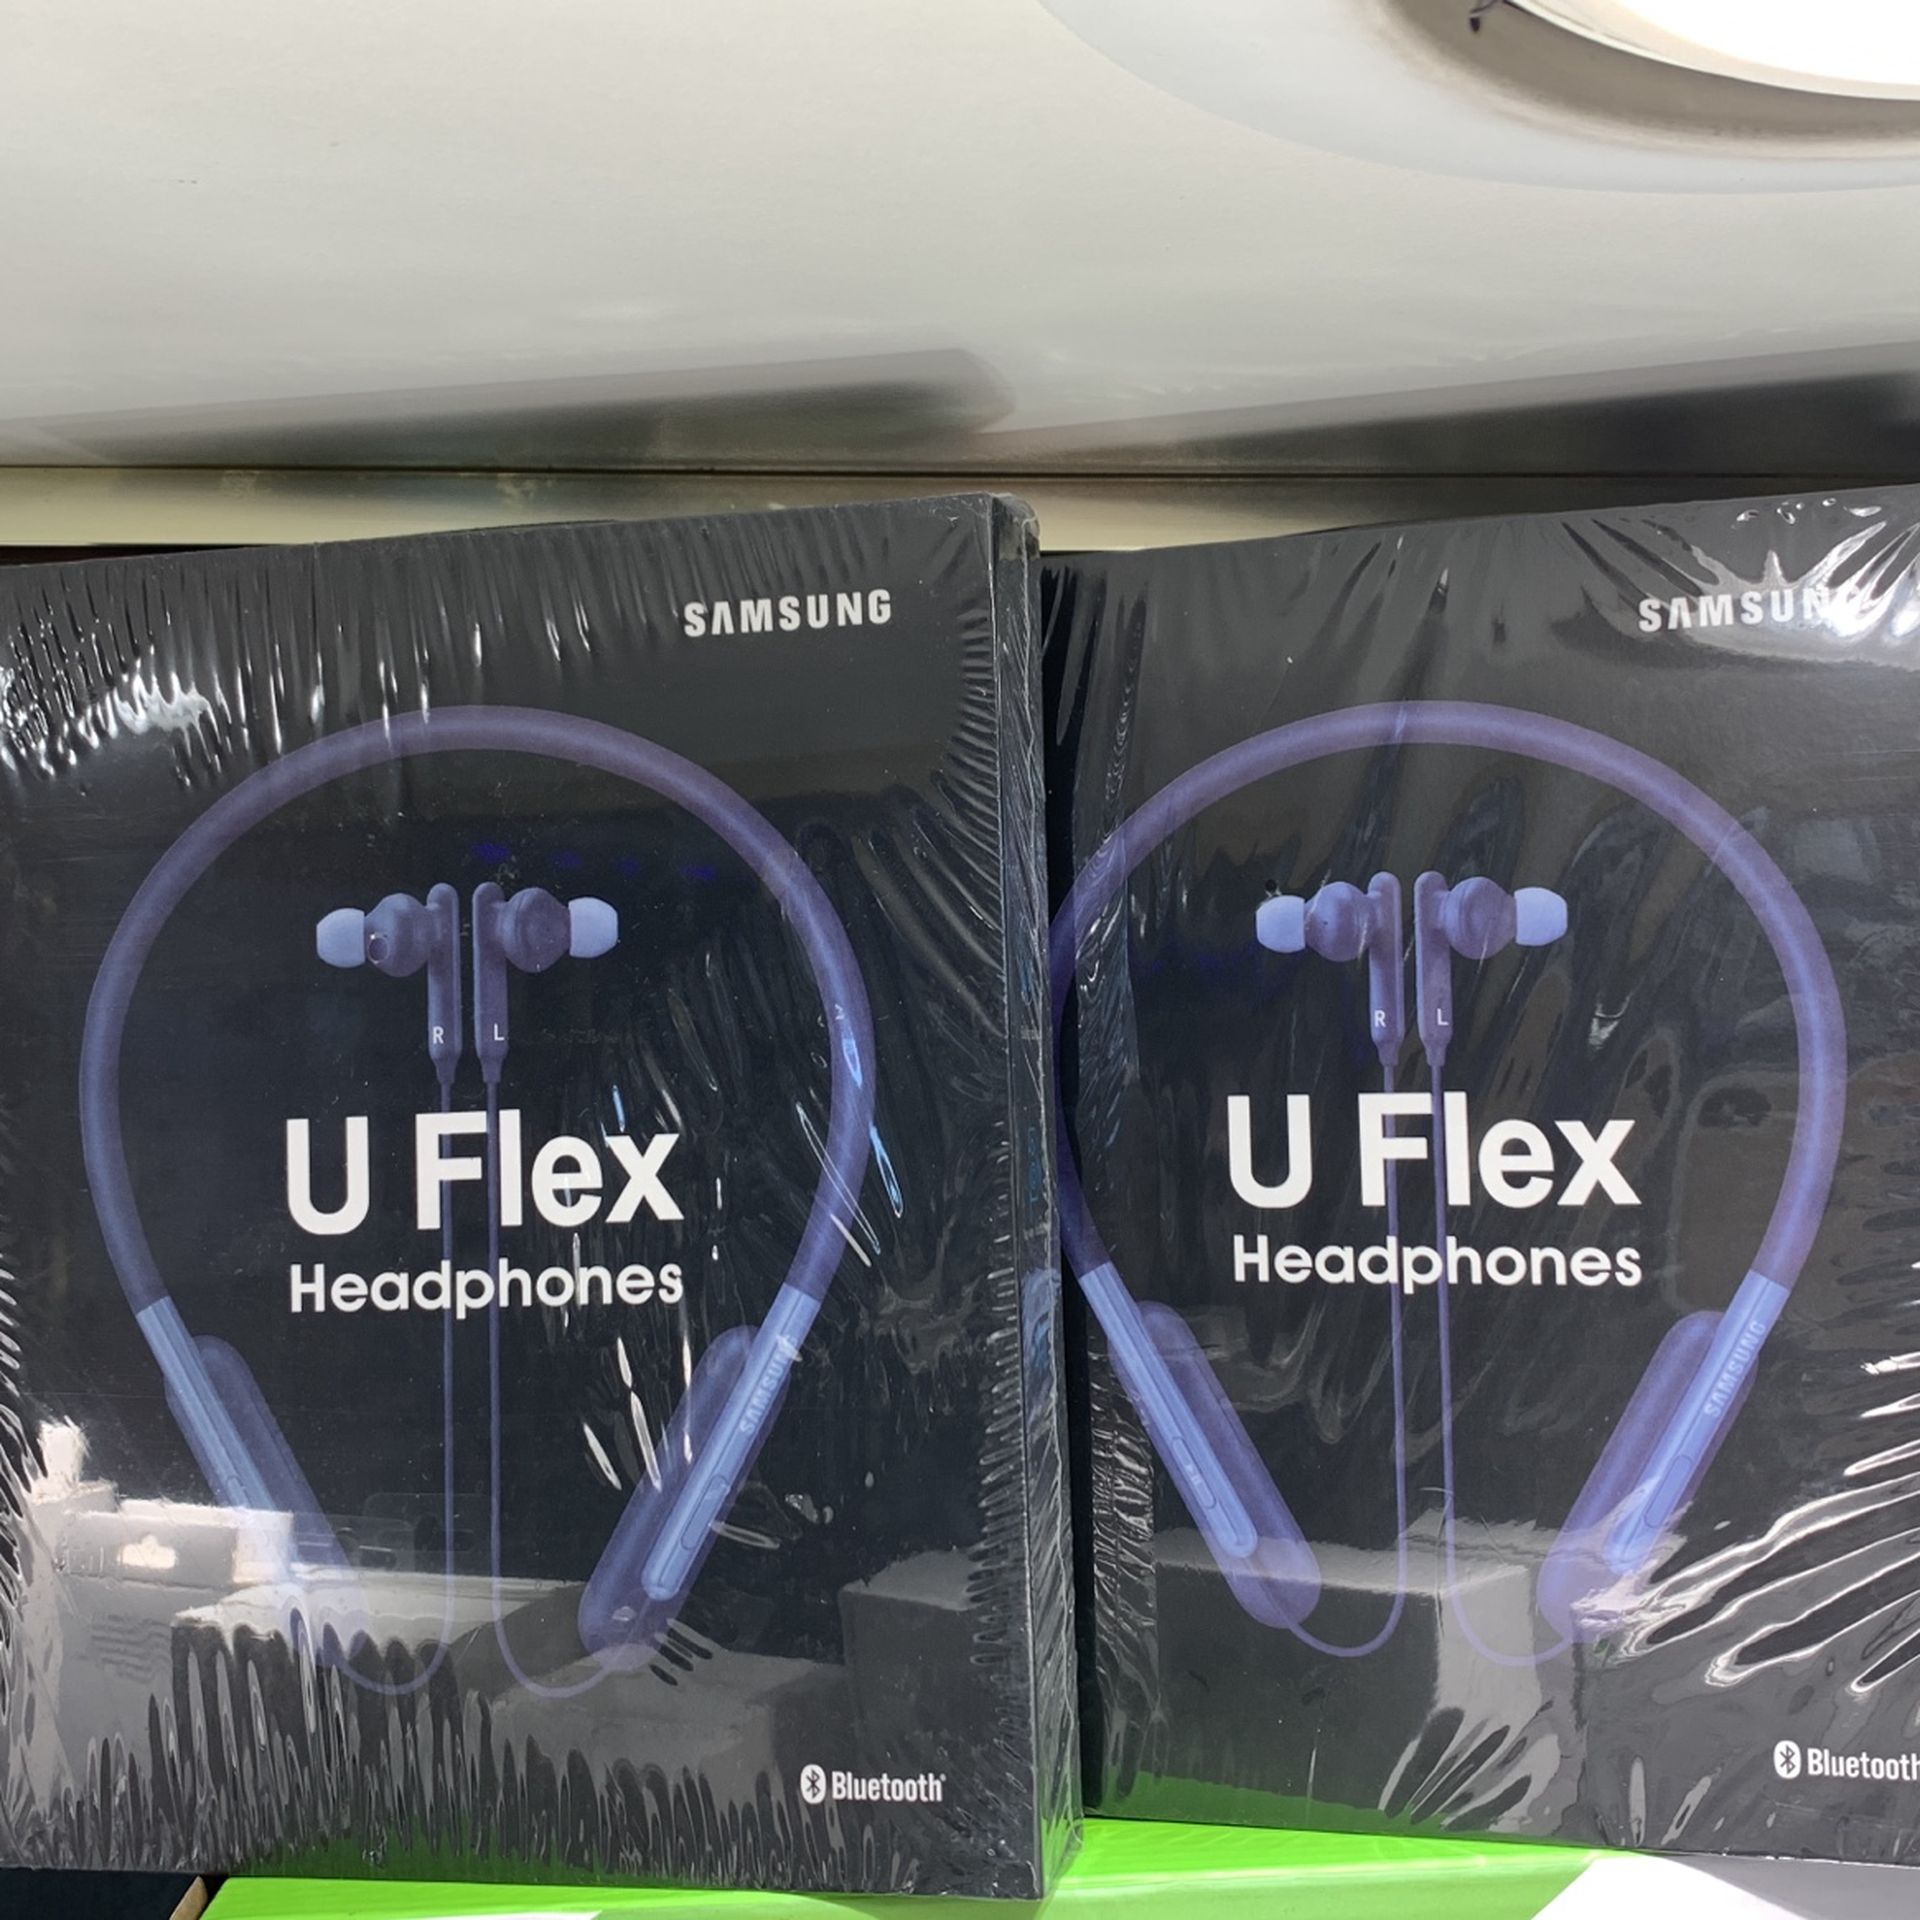 SAMSUNG
R L
U Flex
Headphones
SAMSUNG
Bluetooth®
SAMSUNG
R L
U Flex
Headphones
SAMSUNG
Bluetooth